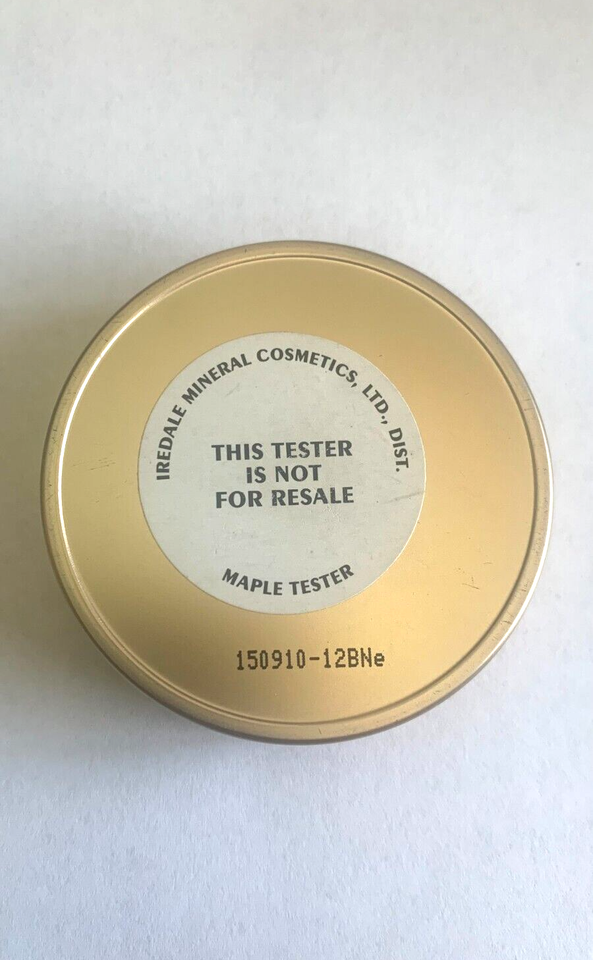 IREDALE MINERAL COSMETICS, LTD., DIST.
THIS TESTER
IS NOT
FOR RESALE
MAPLE TESTER
150910-12BNe